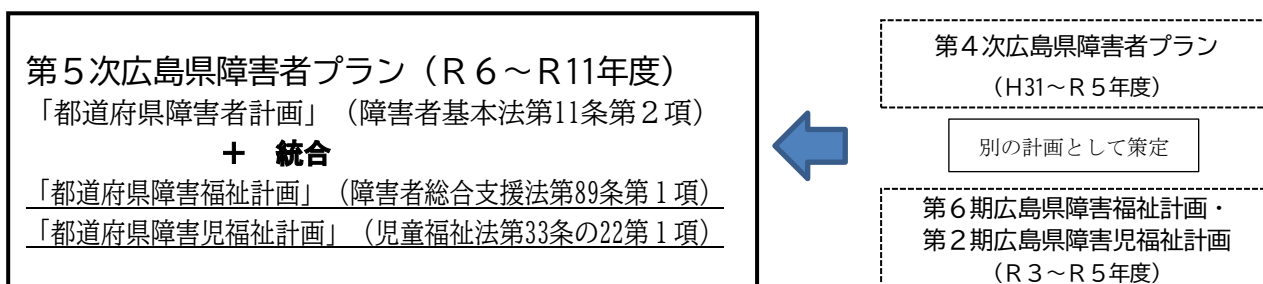 第５次広島県障害者プラン（Ｒ６～Ｒ11年度）
「都道府県障害者計画」（障害者基本法第11条第２項）
＋　統合
「都道府県障害福祉計画」（障害者総合支援法第89条第１項）
「都道府県障害児福祉計画」（児童福祉法第33条の22第１項）
第４次広島県障害者プラン
（Ｈ31～Ｒ５年度）
別の計画として策定
第６期広島県障害福祉計画・
第２期広島県障害児福祉計画
（Ｒ３～Ｒ５年度）